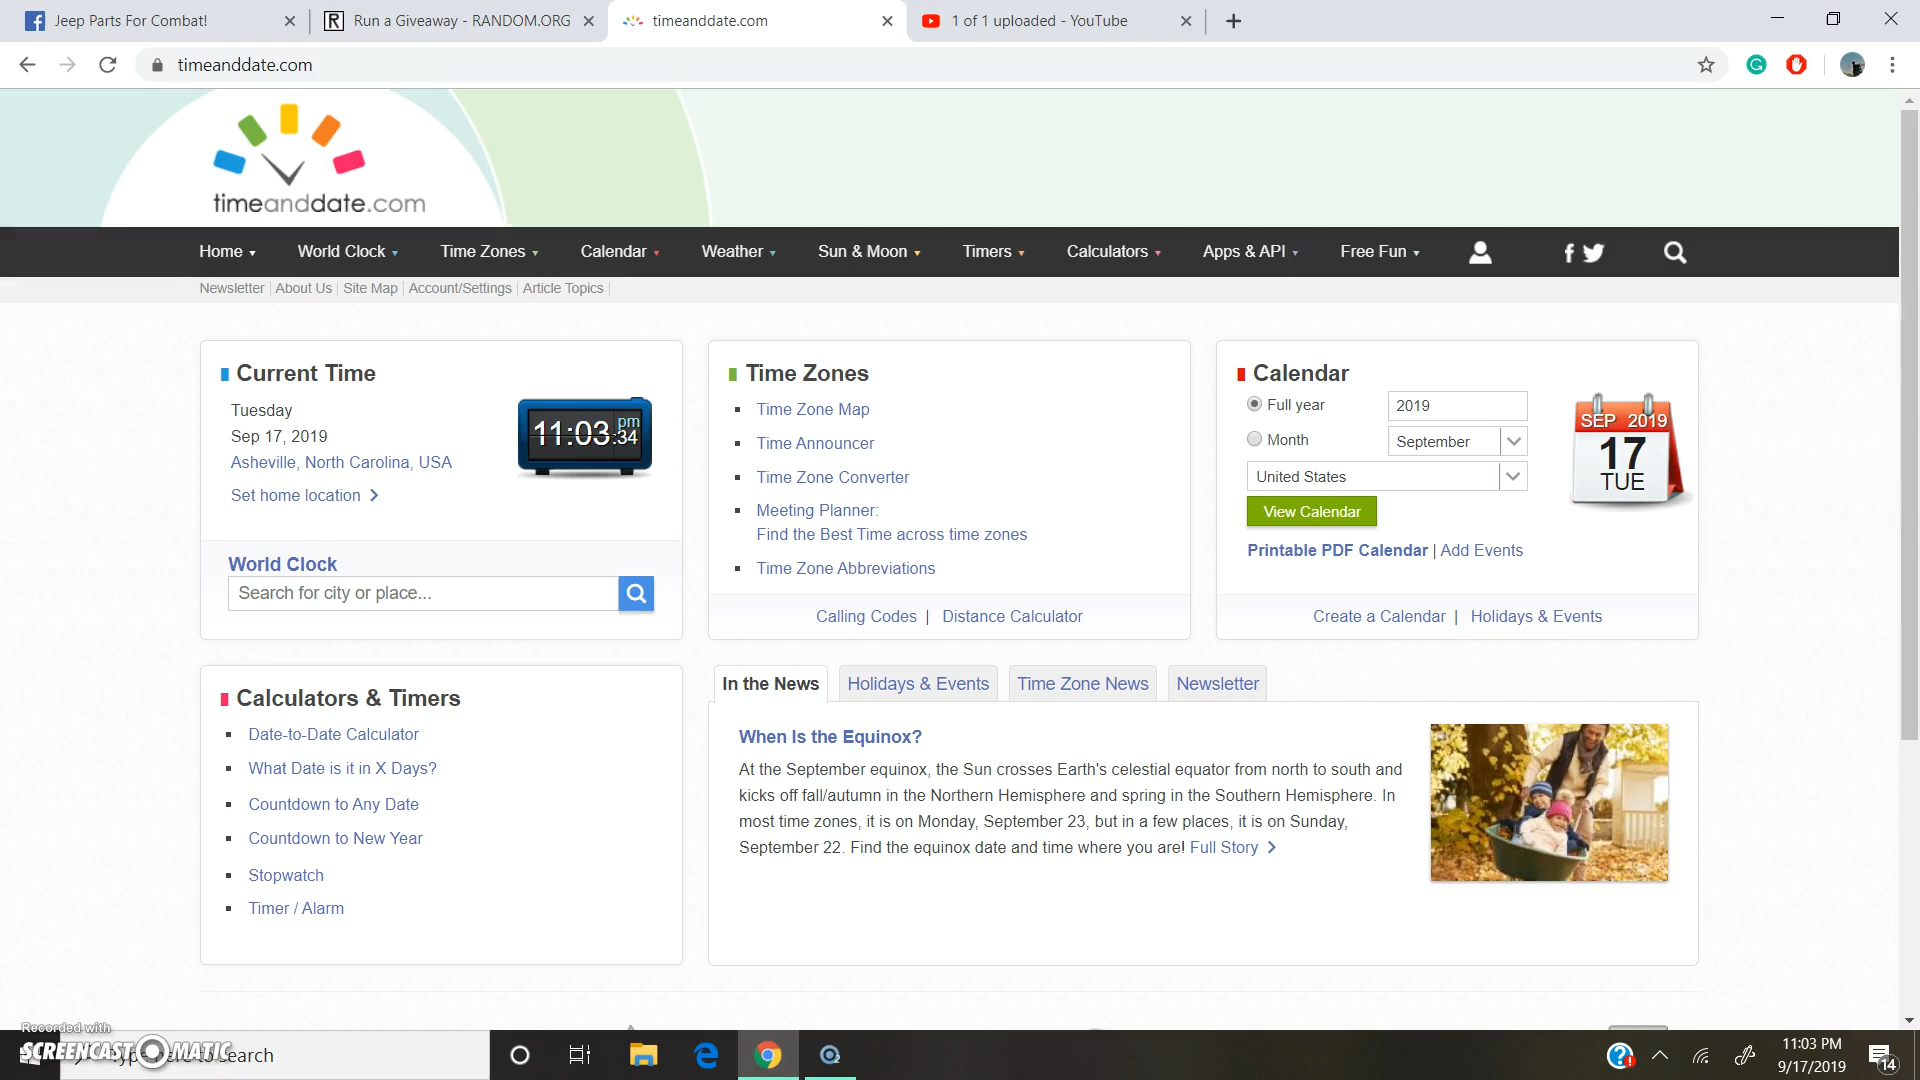 Jeep Parts For Combat!
Run a Giveaway - RANDOM.ORG
timeanddate.com
1 of 1 uploaded - YouTube
timeanddate.com
timeanddate.com
Home
World Clock
Time Zones
Calendar
Weather
Sun & Moon
Timers
Calculators
Apps & API
Free Fun
Newsletter
About Us
Site Map
Account/Settings
Article Topics
Current Time
Tuesday
Sep 17, 2019
Asheville, North Carolina, USA
Set home location
11:03:34 pm
World Clock
Search for city or place...
Time Zones
Time Zone Map
Time Announcer
Time Zone Converter
Meeting Planner:
Find the Best Time across time zones
Time Zone Abbreviations
Calling Codes | Distance Calculator
Calendar
Full year
2019
Month
September
United States
View Calendar
Printable PDF Calendar | Add Events
SEP 2019
17
TUE
Create a Calendar | Holidays & Events
Calculators & Timers
Date-to-Date Calculator
What Date is it in X Days?
Countdown to Any Date
Countdown to New Year
Stopwatch
Timer / Alarm
In the News
Holidays & Events
Time Zone News
Newsletter
When Is the Equinox?
At the September equinox, the Sun crosses Earth's celestial equator from north to south and
kicks off fall/autumn in the Northern Hemisphere and spring in the Southern Hemisphere. In
most time zones, it is on Monday, September 23, but in a few places, it is on Sunday,
September 22. Find the equinox date and time where you are! Full Story
Recorded with
SCREENCAST-O-MATIC
Type here to search
11:03 PM
9/17/2019
14